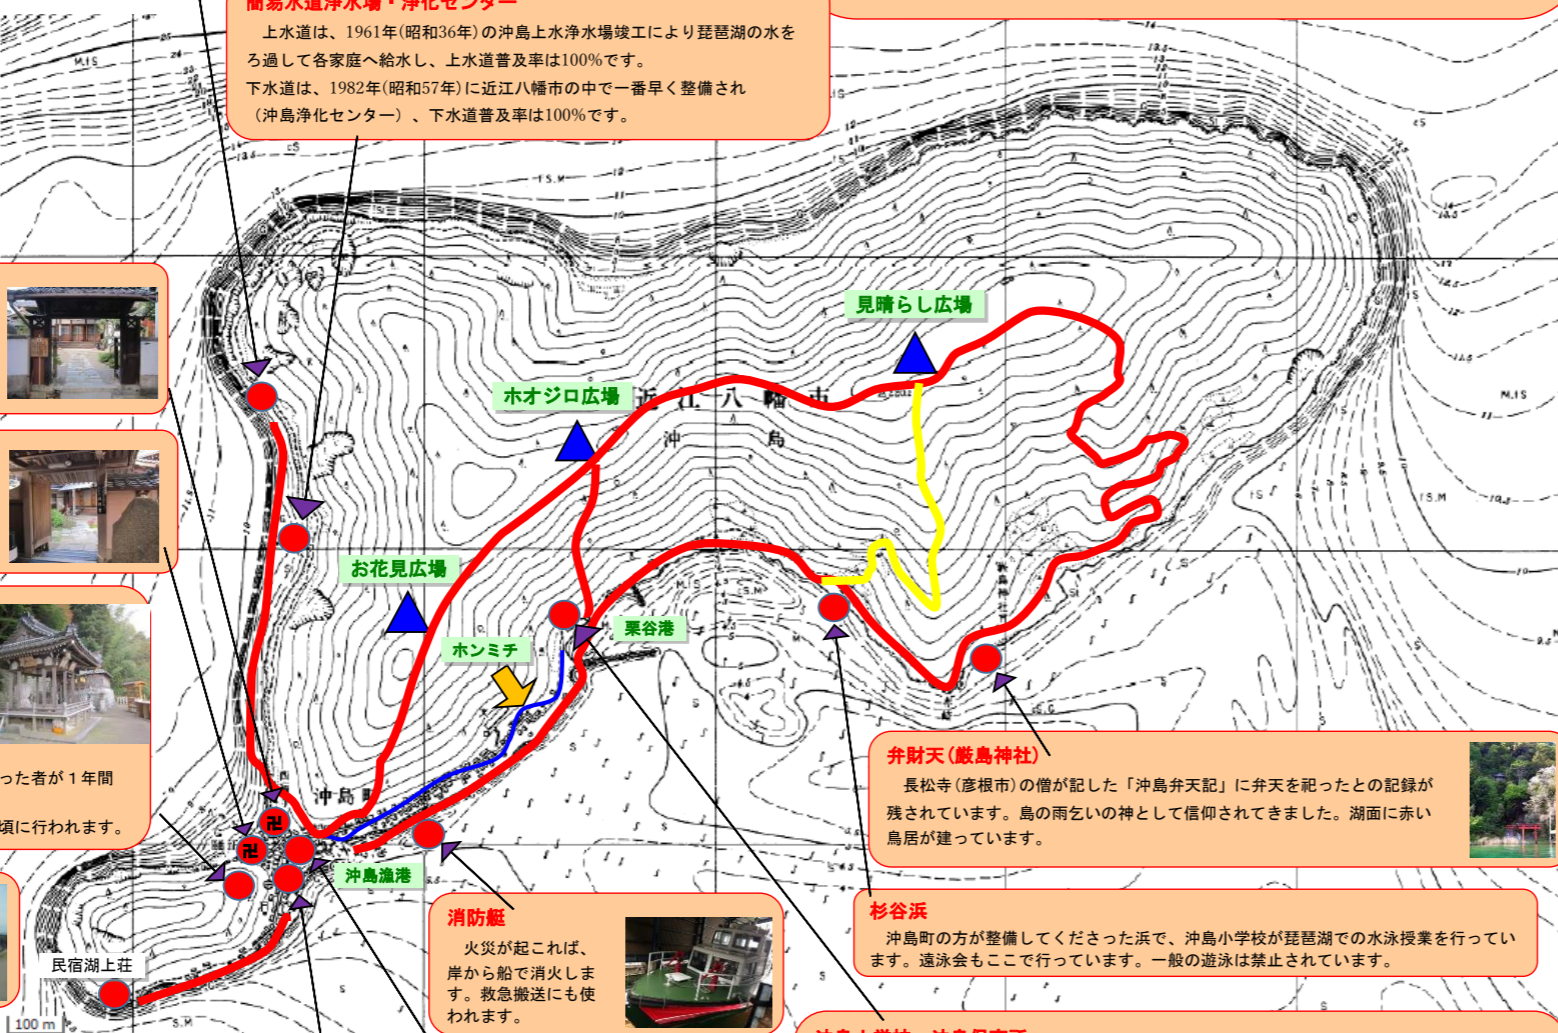 簡易水道浄水場・浄化センター
上水道は、1961年(昭和36年)の沖島上水浄水場竣工により琵琶湖の水を
ろ過して各家庭へ給水し、上水道普及率は100%です。
下水道は、1982年(昭和57年)に近江八幡市の中で一番早く整備され
(沖島浄化センター）、下水道普及率は100%です。
見晴らし広場
ホオジロ広場
近江八幡市
沖島
お花見広場
ホンミチ
栗谷港
沖島町
沖島漁港
った者が１年間
頃に行われます。
民宿湖上荘
100 m
弁財天(厳島神社)
長松寺(彦根市)の僧が記した「沖島弁天記」に弁天を祀ったとの記録が
残されています。島の雨乞いの神として信仰されてきました。湖面に赤い
鳥居が建っています。
杉谷浜
沖島町の方が整備してくださった浜で、沖島小学校が琵琶湖での水泳授業を行ってい
ます。遠泳会もここで行っています。一般の遊泳は禁止されています。
消防艇
火災が起これば、
岸から船で消火しま
す。救急搬送にも使
われます。